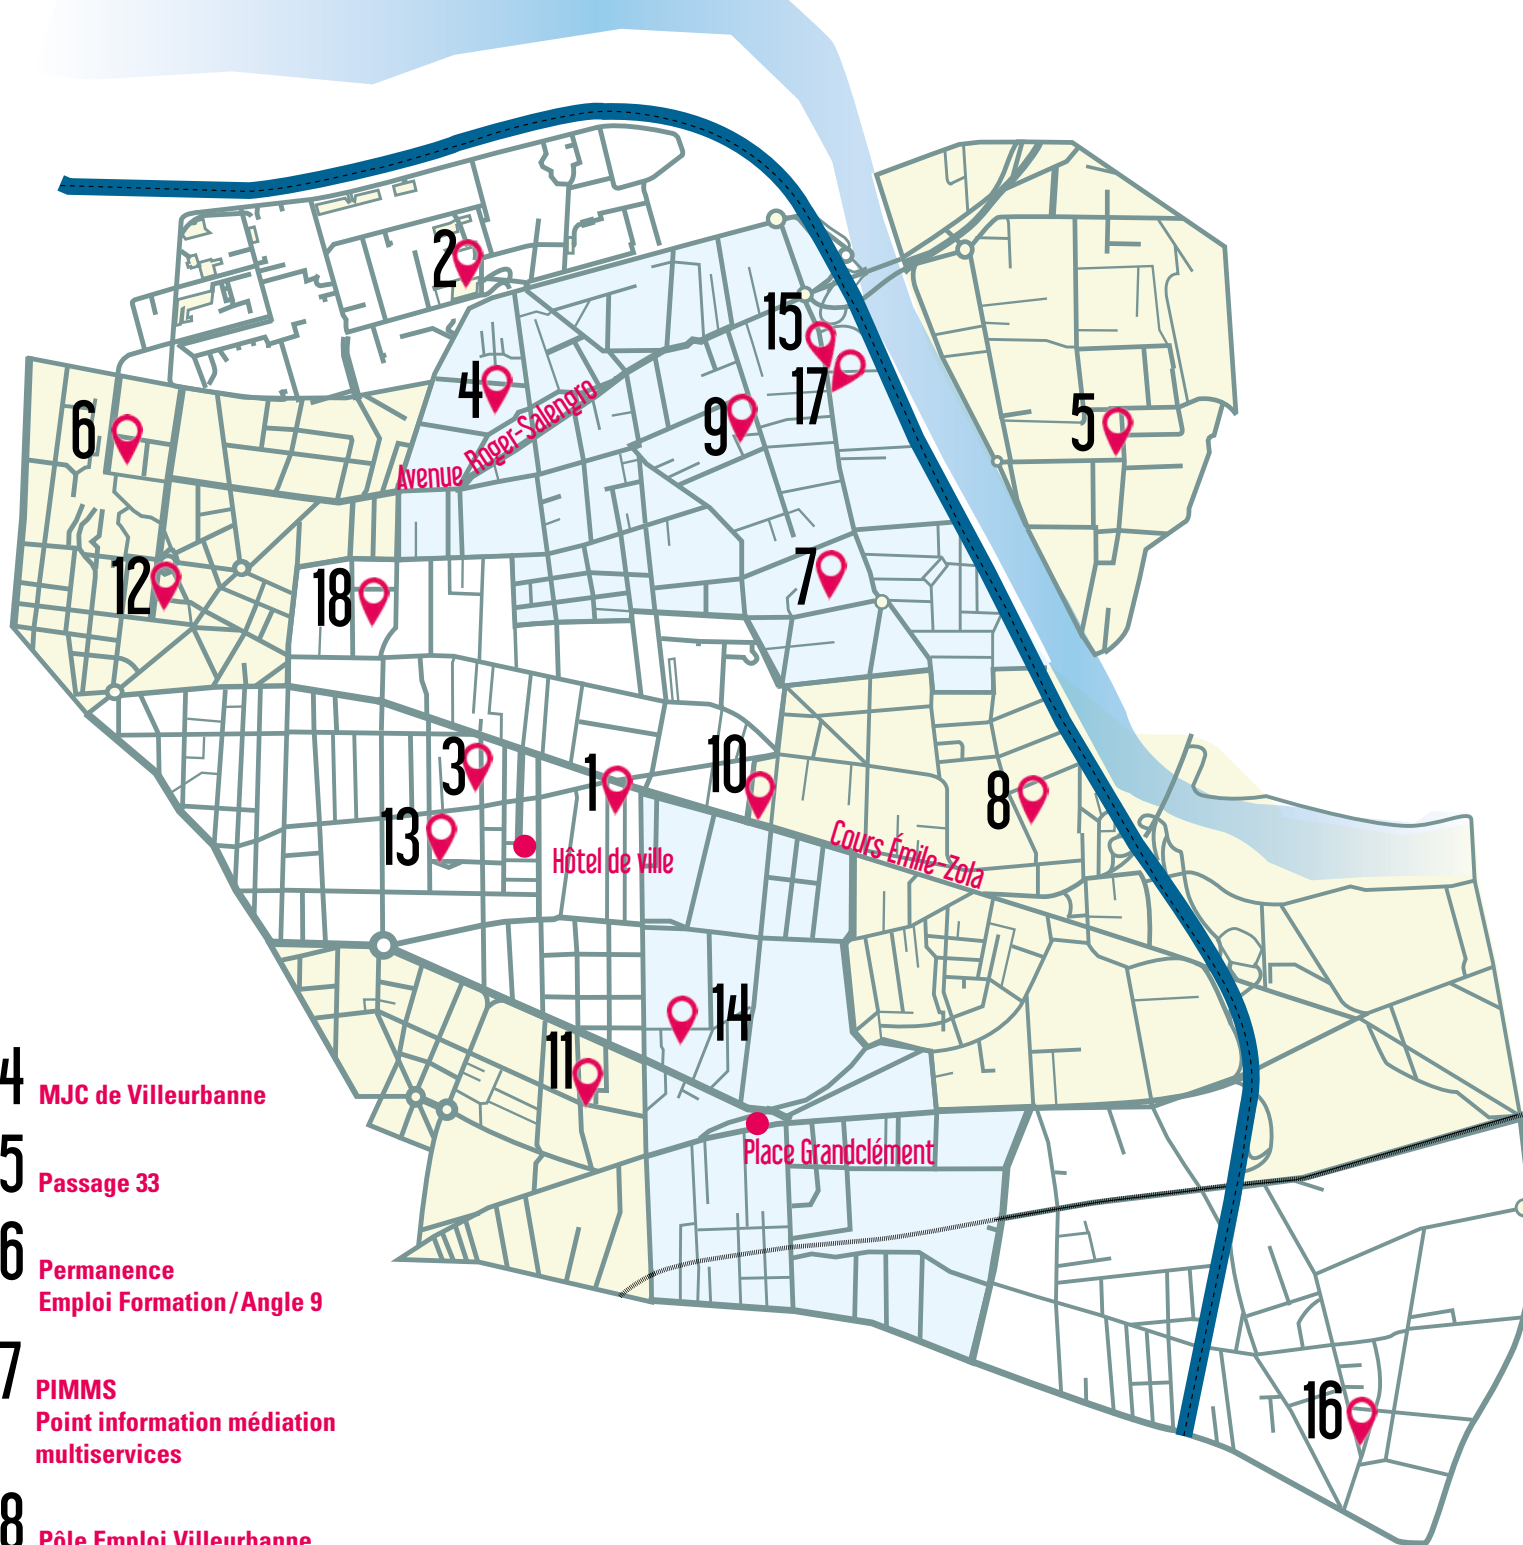 2
15
4
17
6
9
5
Avenue Roger-Salengro
12
18
7
3
1
10
8
13
Cours Émile-Zola
Hôtel de ville
14
11
Place Grandclément
16
4 MJC de Villeurbanne
5 Passage 33
6 Permanence
Emploi Formation / Angle 9
7 PIMMS
Point information médiation
multiservices
8 Pôle Emploi Villeurbanne